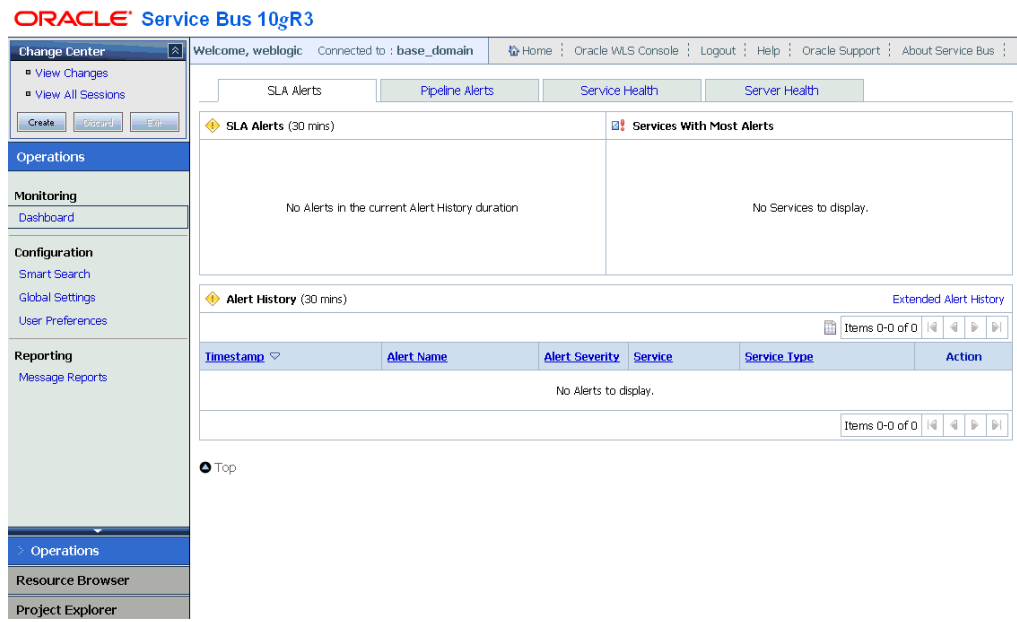 ORACLE Service Bus 10gR3
Change Center
View Changes
View All Sessions
Create Discard Exit
Welcome, weblogic Connected to : base_domain Home Oracle WLS Console Logout Help Oracle Support About Service Bus
Operations
Monitoring
Dashboard
Configuration
Smart Search
Global Settings
User Preferences
Reporting
Message Reports
Operations
Resource Browser
Project Explorer
SLA Alerts Pipeline Alerts Service Health Server Health
SLA Alerts (30 mins)
No Alerts in the current Alert History duration
Services With Most Alerts
No Services to display.
Alert History (30 mins) Extended Alert History
Items 0-0 of 0
Timestamp Alert Name Alert Severity Service Service Type Action
No Alerts to display.
Items 0-0 of 0
Top